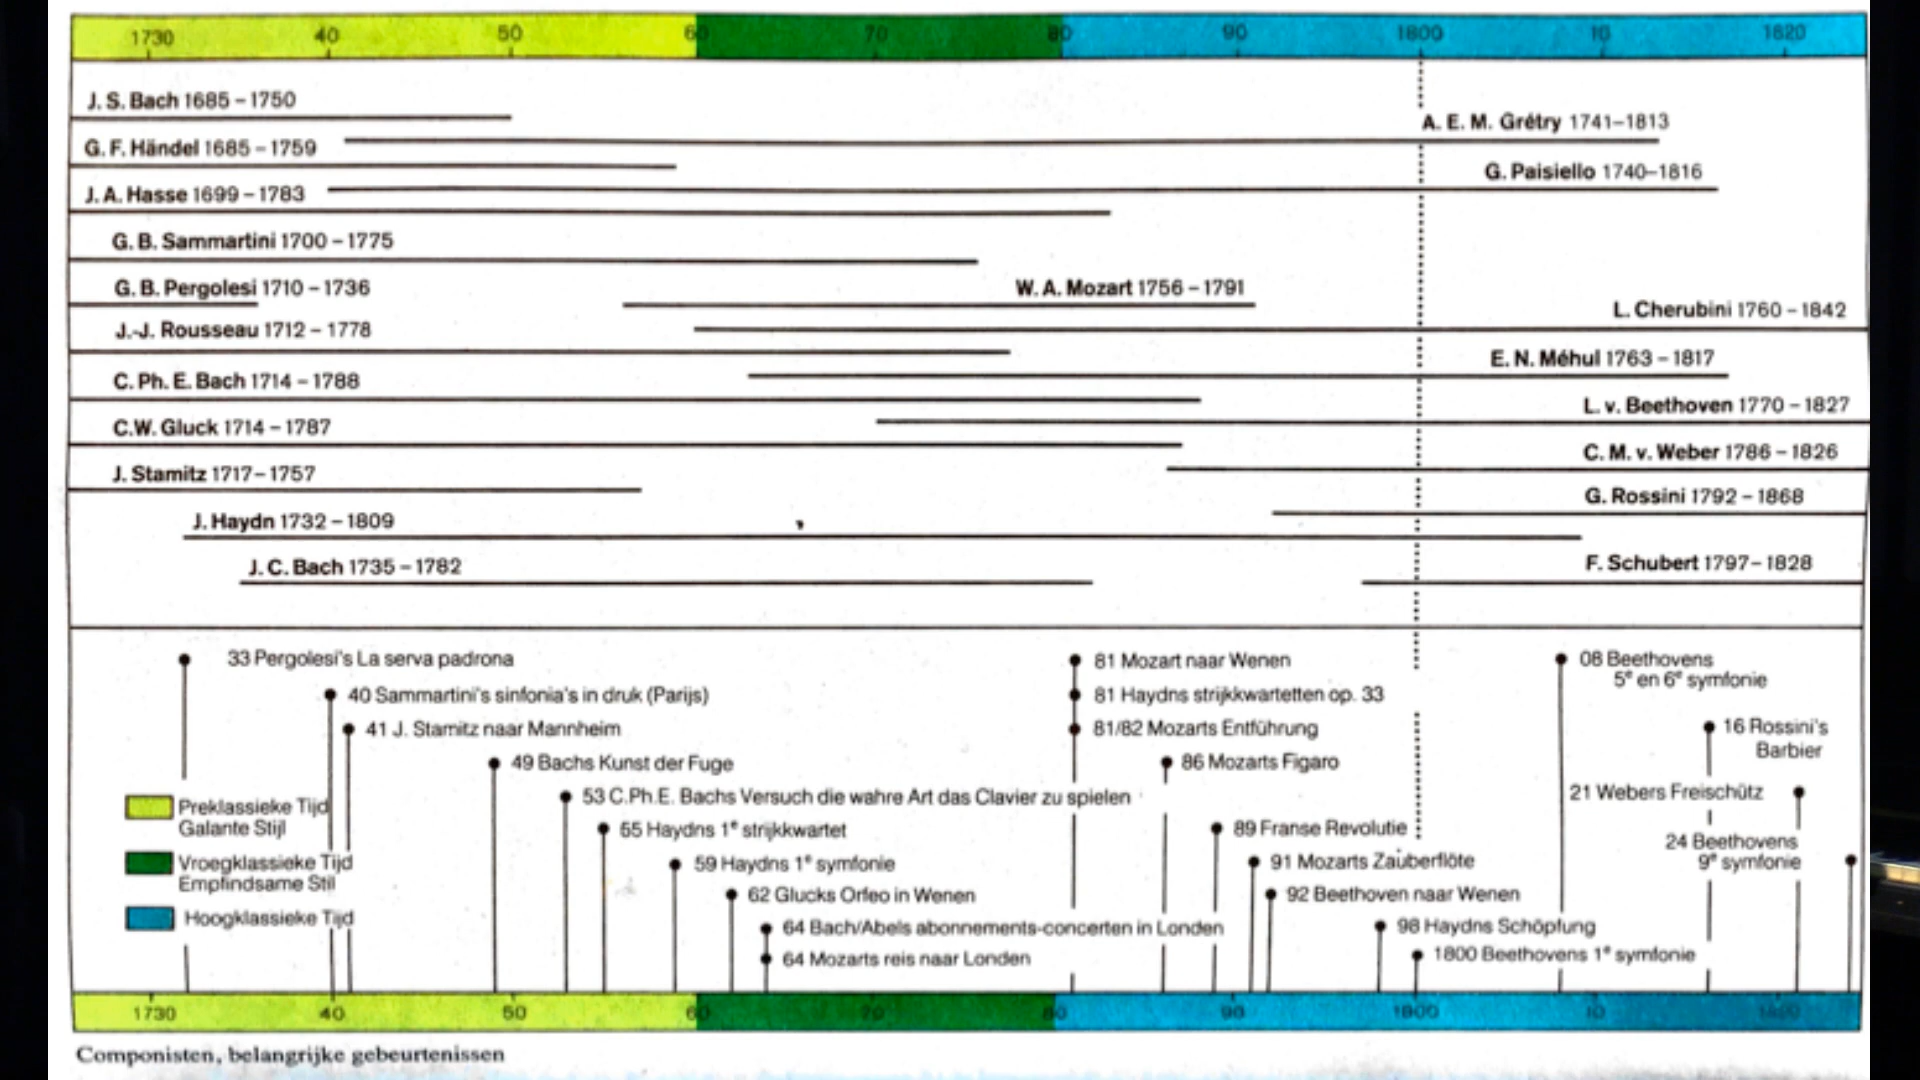 1730 40 50 60 70 80 90 1800 10 1820
J. S. Bach 1685 – 1750
A. E. M. Grétry 1741–1813
G. F. Händel 1685 – 1759
G. Paisiello 1740–1816
J. A. Hasse 1699 – 1783
G. B. Sammartini 1700 – 1775
G. B. Pergolesi 1710 – 1736
W. A. Mozart 1756 – 1791
L. Cherubini 1760 – 1842
J.-J. Rousseau 1712 – 1778
E. N. Méhul 1763 – 1817
C. Ph. E. Bach 1714 – 1788
L. v. Beethoven 1770 – 1827
C.W. Gluck 1714 – 1787
C. M. v. Weber 1786 – 1826
J. Stamitz 1717– 1757
G. Rossini 1792 – 1868
J. Haydn 1732 – 1809
J. C. Bach 1735 – 1782
F. Schubert 1797– 1828
33 Pergolesi's La serva padrona
40 Sammartini's sinfonia's in druk (Parijs)
41 J. Stamitz naar Mannheim
49 Bachs Kunst der Fuge
53 C.Ph.E. Bachs Versuch die wahre Art das Clavier zu spielen
55 Haydns 1e strijkkwartet
59 Haydns 1e symfonie
62 Glucks Orfeo in Wenen
64 Bach/Abels abonnements-concerten in Londen
64 Mozarts reis naar Londen
81 Mozart naar Wenen
81 Haydns strijkkwartetten op. 33
81/82 Mozarts Entführung
86 Mozarts Figaro
89 Franse Revolutie
91 Mozarts Zauberflöte
92 Beethoven naar Wenen
98 Haydns Schöpfung
1800 Beethovens 1e symfonie
08 Beethovens
5e en 6e symfonie
16 Rossini's
Barbier
21 Webers Freischütz
24 Beethovens
9e symfonie
Preklassieke Tijd
Galante Stijl
Vroegklassieke Tijd
Empfindsame Stil
Hoogklassieke Tijd
1730 40 50 60 70 80 90 1800 10 1820
Componisten, belangrijke gebeurtenissen